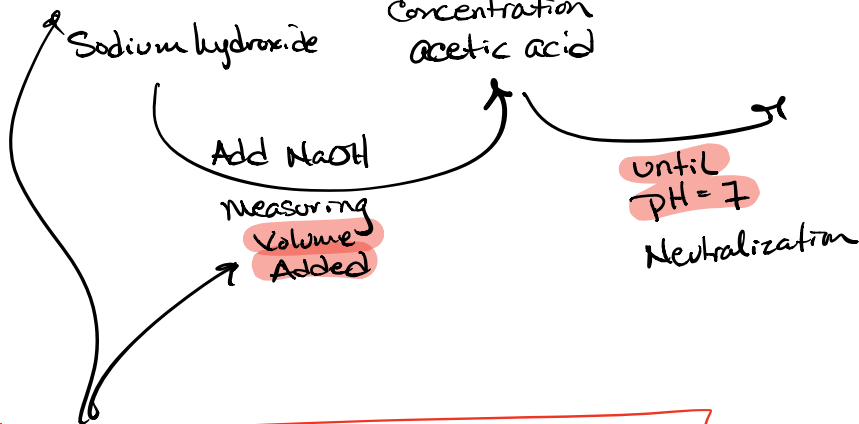 Concentration
Sodium hydroxide
acetic acid
Add NaOH
measuring
Volume
Added
until
pH = 7
Neutralization